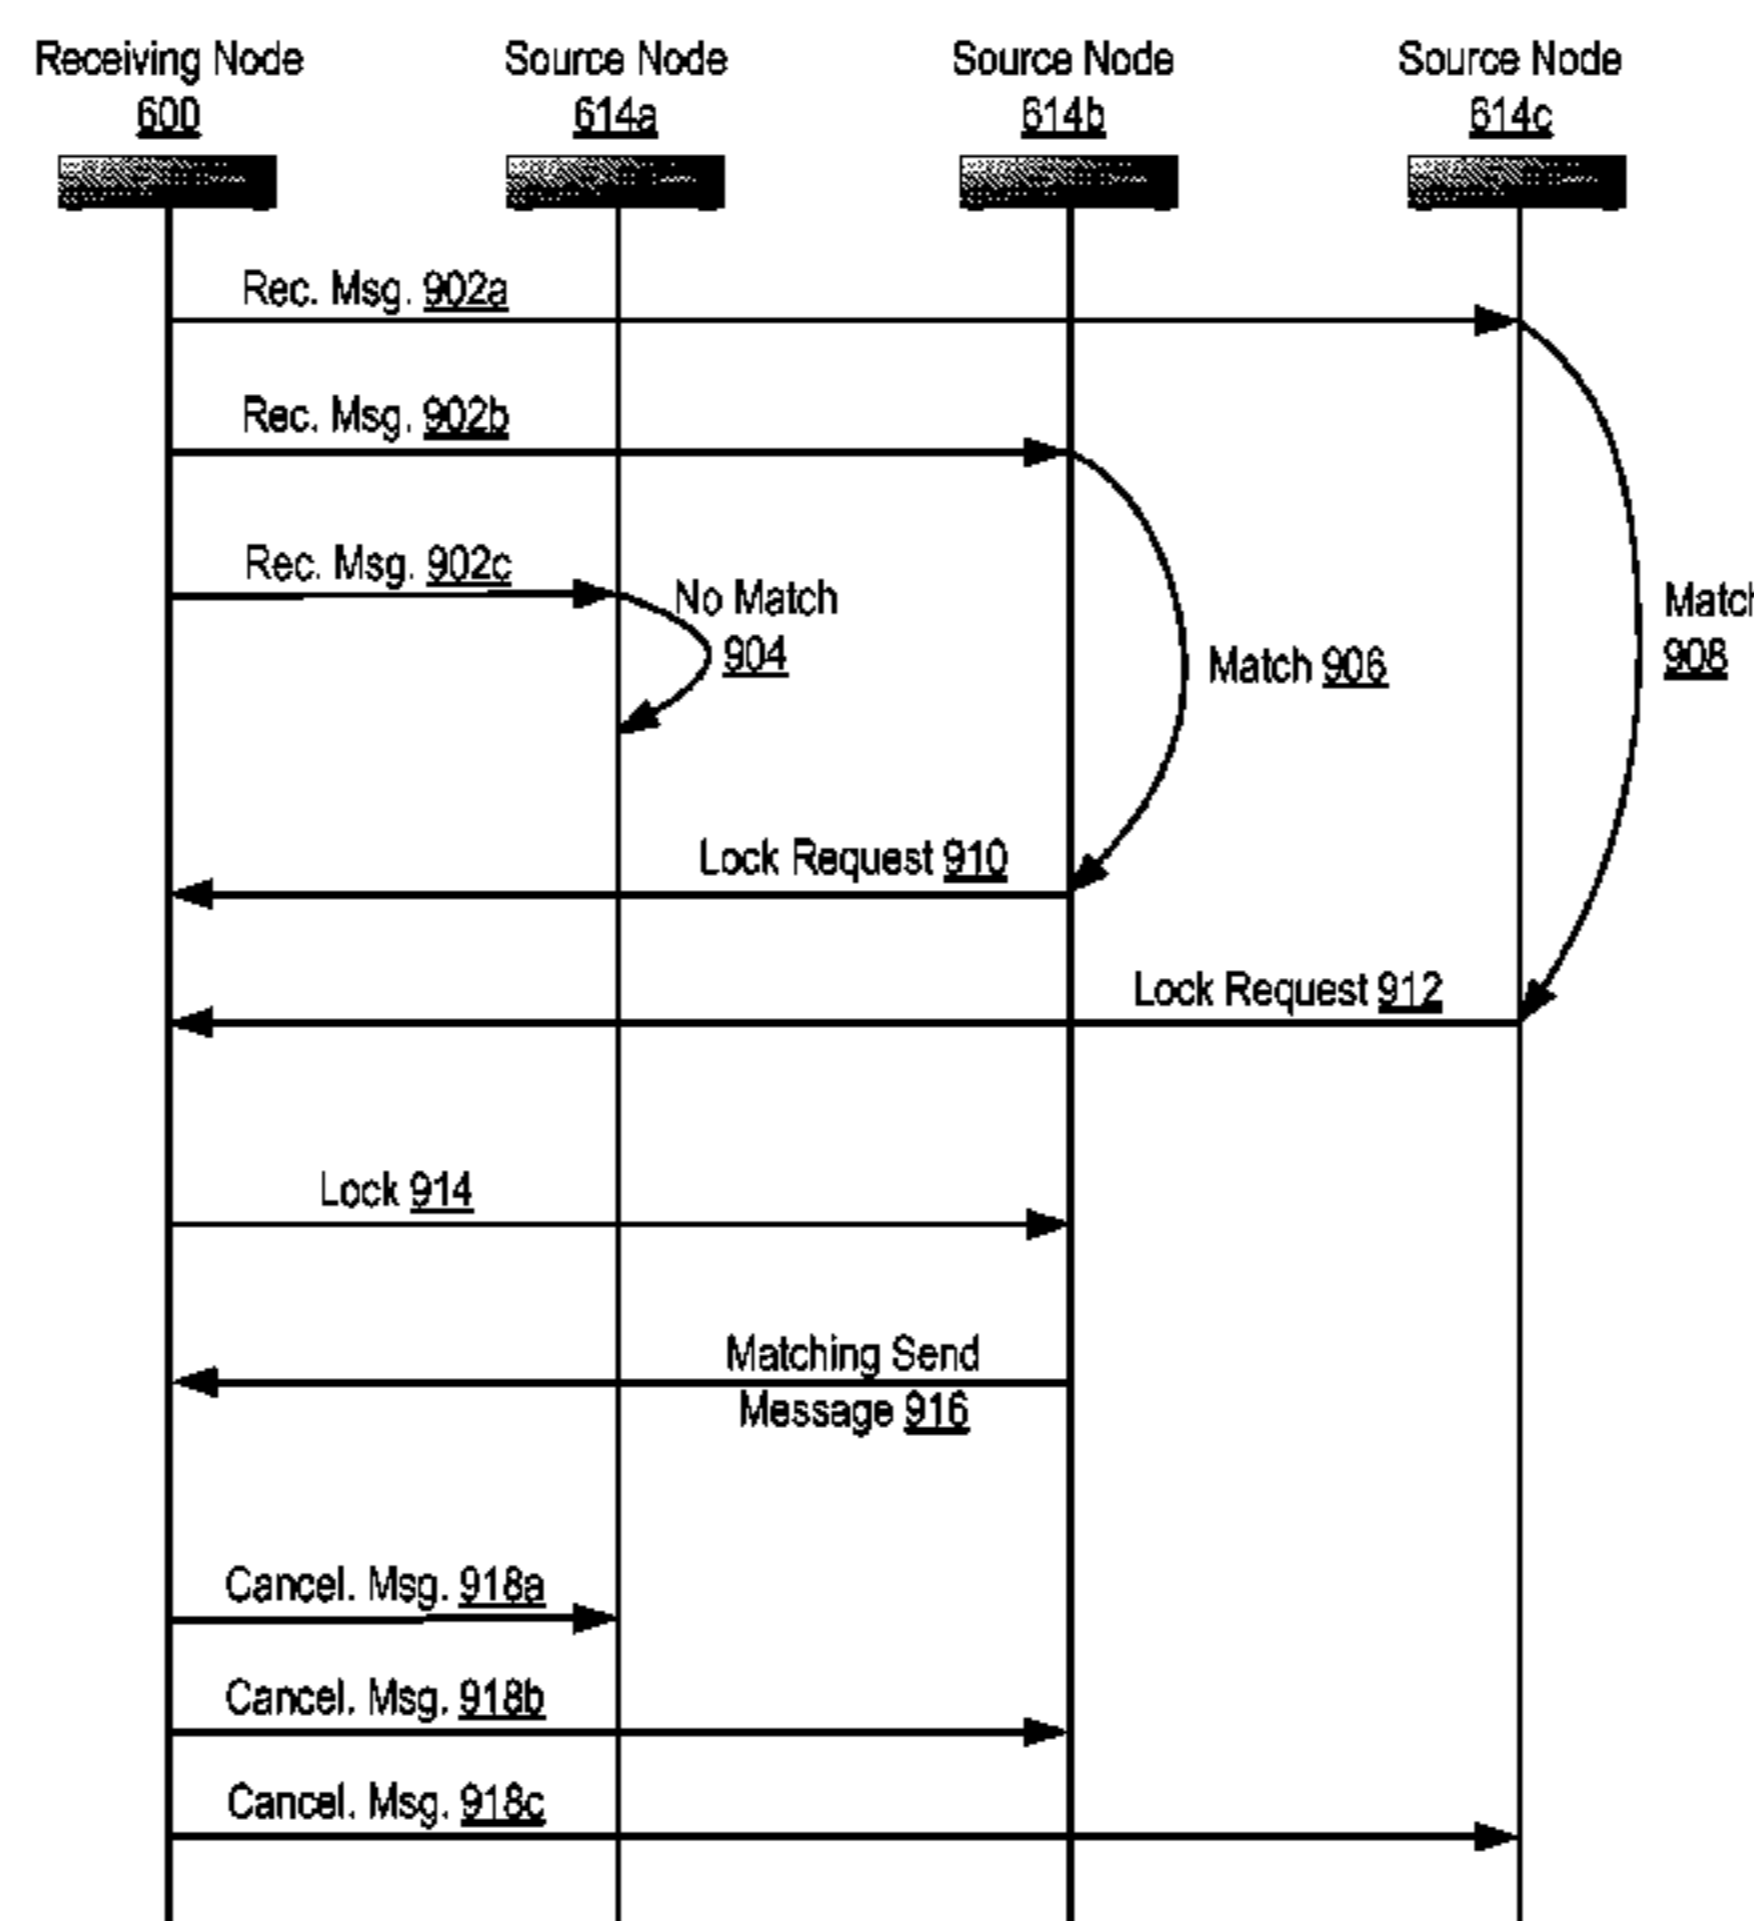 Receiving Node
600
Source Node
614a
Source Node
614b
Source Node
614c
Rec. Msg. 902a
Rec. Msg. 902b
Rec. Msg. 902c
No Match
904
Match 906
Match
908
Lock Request 910
Lock Request 912
Lock 914
Matching Send
Message 916
Cancel. Msg. 918a
Cancel. Msg. 918b
Cancel. Msg. 918c